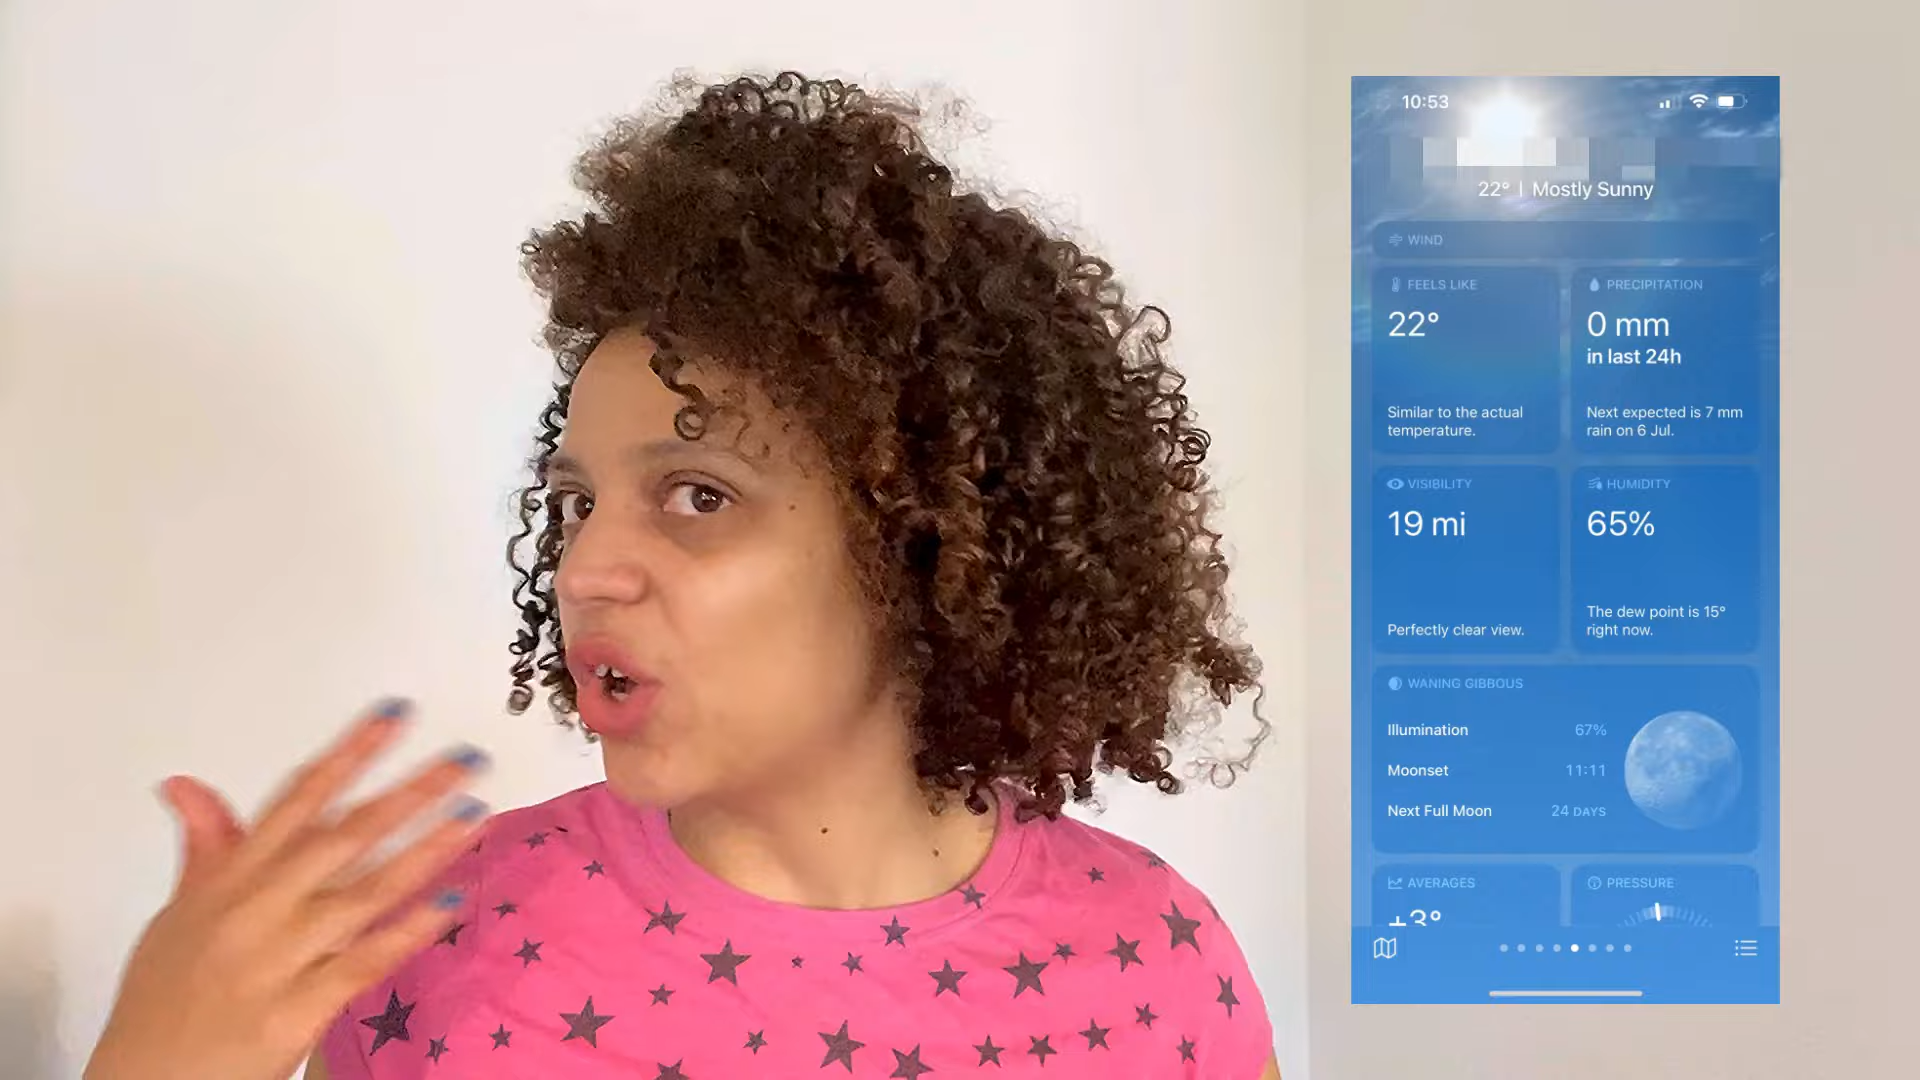 10:53
22° | Mostly Sunny
WIND
FEELS LIKE
22°
Similar to the actual
temperature.
PRECIPITATION
0 mm
in last 24h
Next expected is 7 mm
rain on 6 Jul.
VISIBILITY
19 mi
Perfectly clear view.
HUMIDITY
65%
The dew point is 15°
right now.
WANING GIBBOUS
Illumination 67%
Moonset 11:11
Next Full Moon 24 DAYS
AVERAGES
+3°
PRESSURE